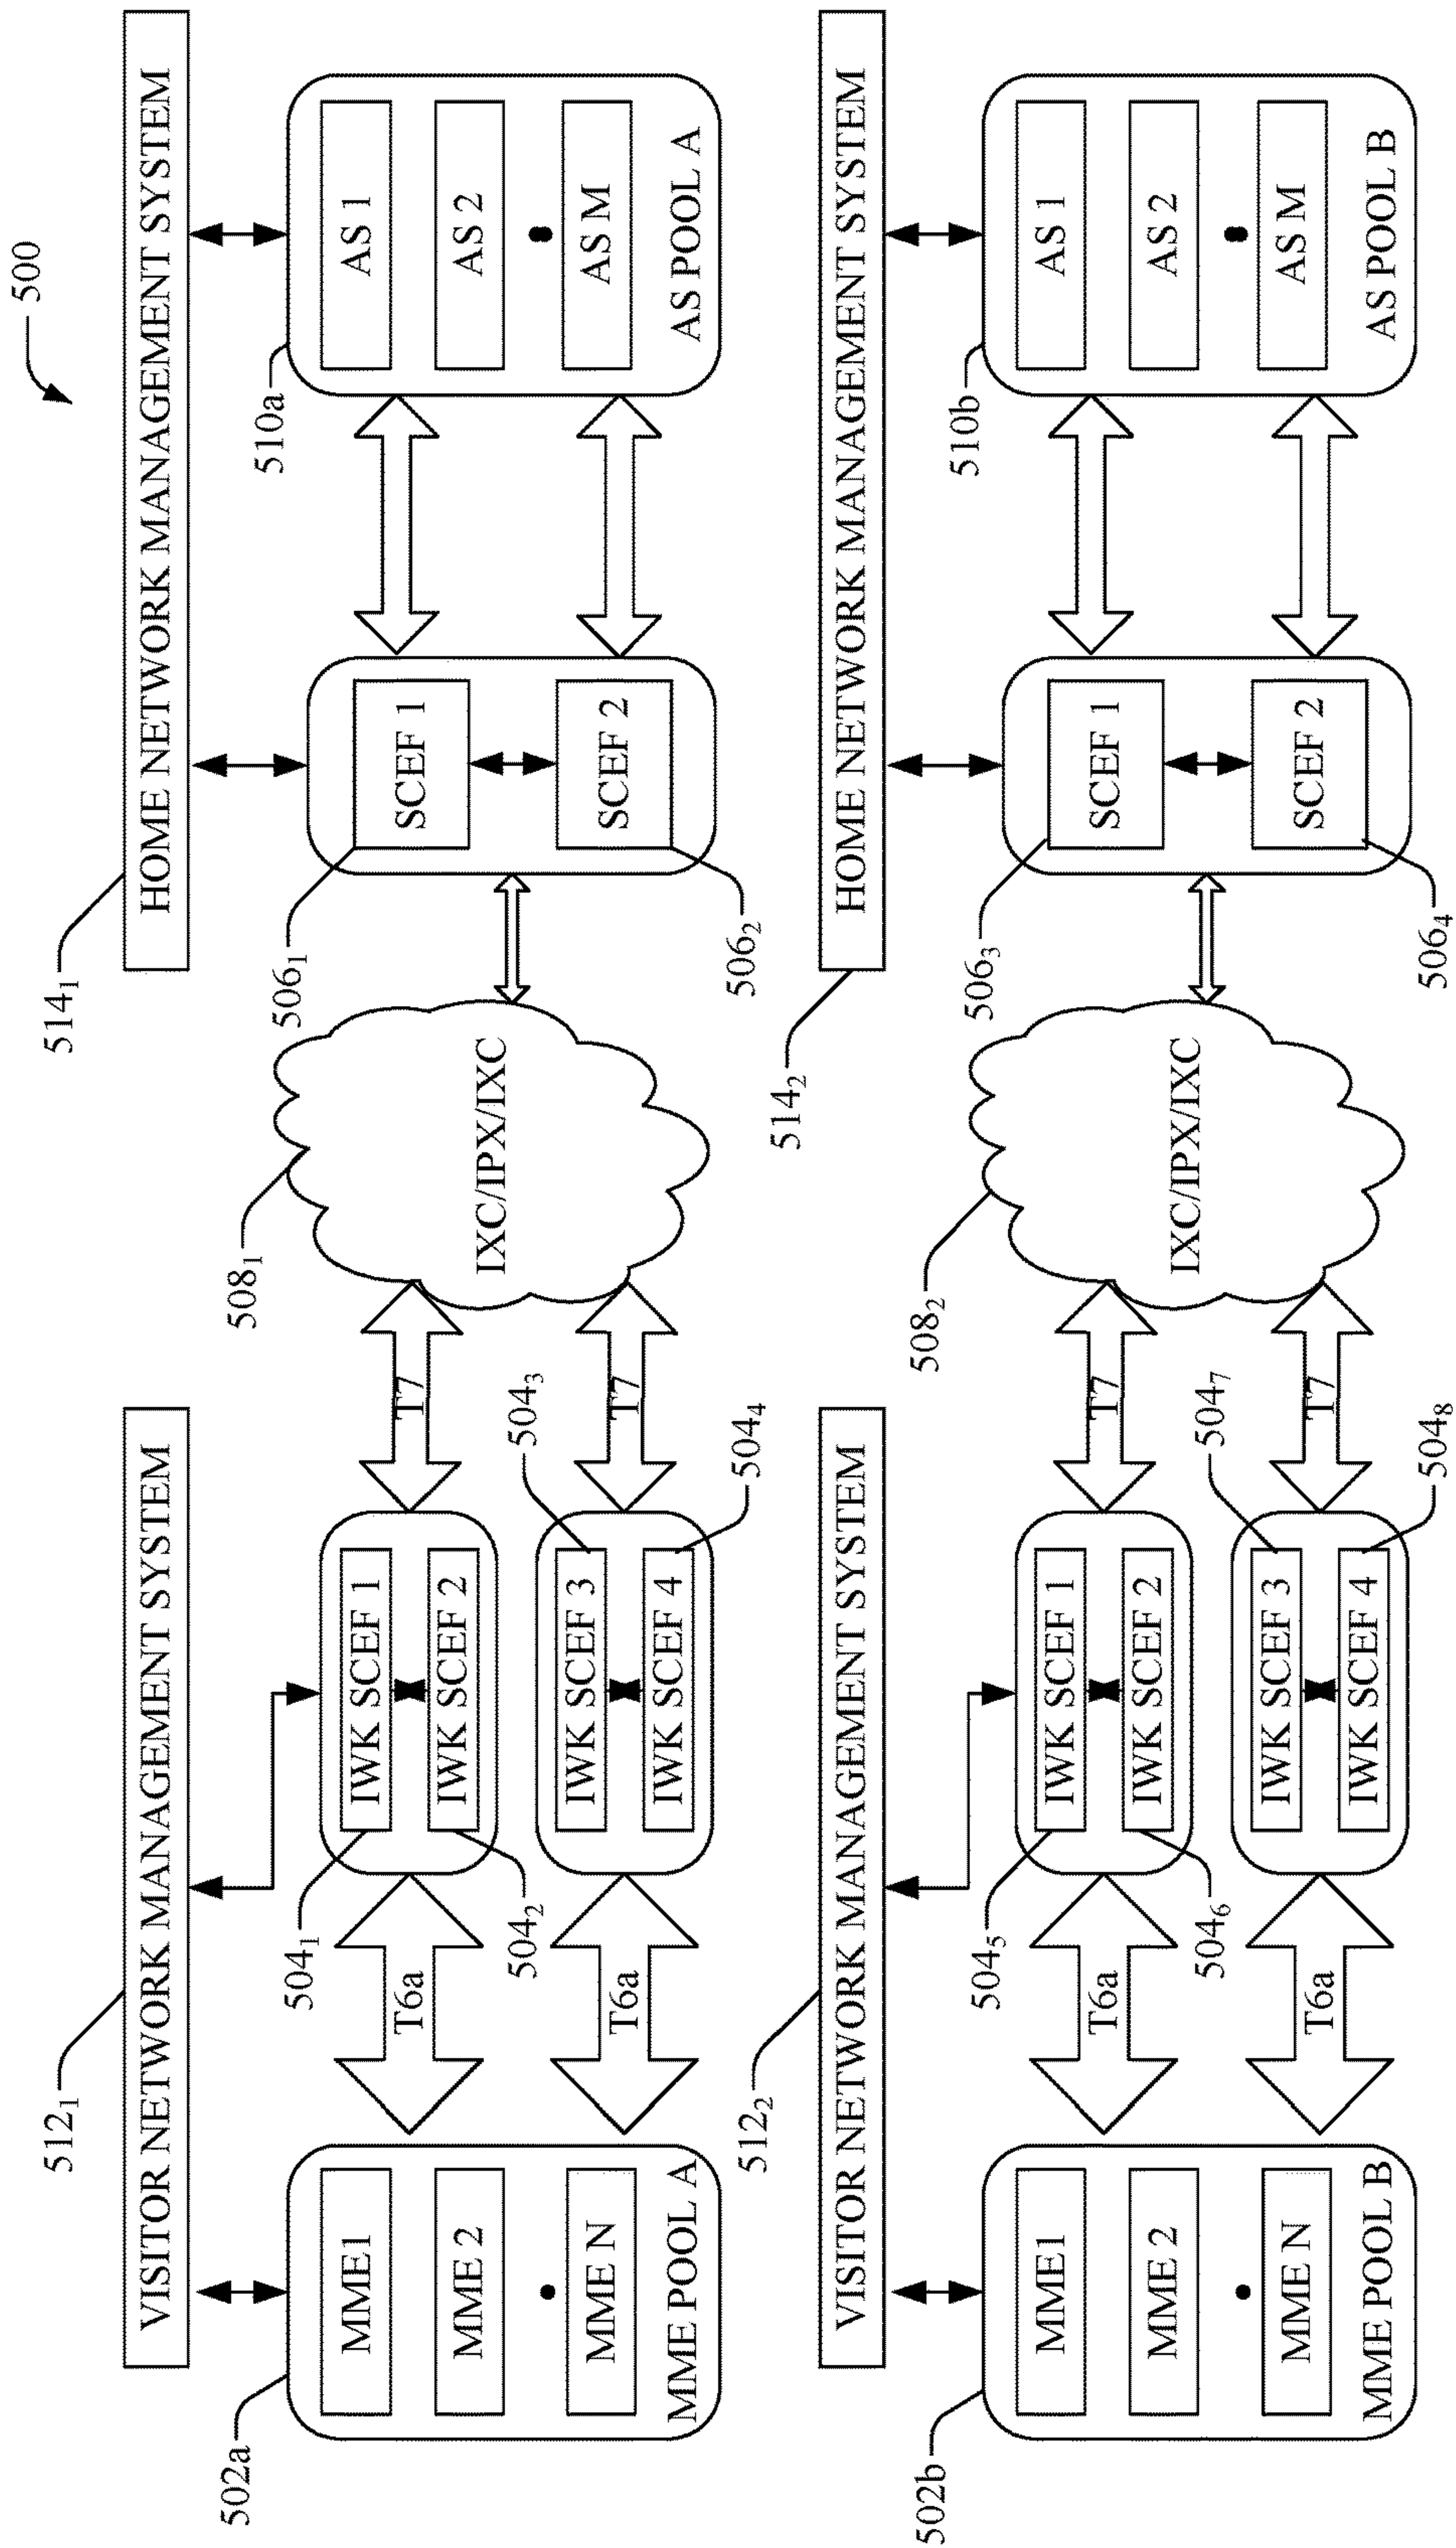 500
512₁
VISITOR NETWORK MANAGEMENT SYSTEM
514₁
HOME NETWORK MANAGEMENT SYSTEM
502a
MME1
MME 2
MME N
MME POOL A
T6a
T6a
504₁
IWK SCEF 1
IWK SCEF 2
504₂
504₃
IWK SCEF 3
IWK SCEF 4
504₄
T7
T7
508₁
IXC/IPX/IXC
506₁
SCEF 1
SCEF 2
506₂
510a
AS 1
AS 2
AS M
AS POOL A
512₂
VISITOR NETWORK MANAGEMENT SYSTEM
514₂
HOME NETWORK MANAGEMENT SYSTEM
502b
MME1
MME 2
MME N
MME POOL B
T6a
T6a
504₅
IWK SCEF 1
IWK SCEF 2
504₆
504₇
IWK SCEF 3
IWK SCEF 4
504₈
T7
T7
508₂
IXC/IPX/IXC
506₃
SCEF 1
SCEF 2
506₄
510b
AS 1
AS 2
AS M
AS POOL B